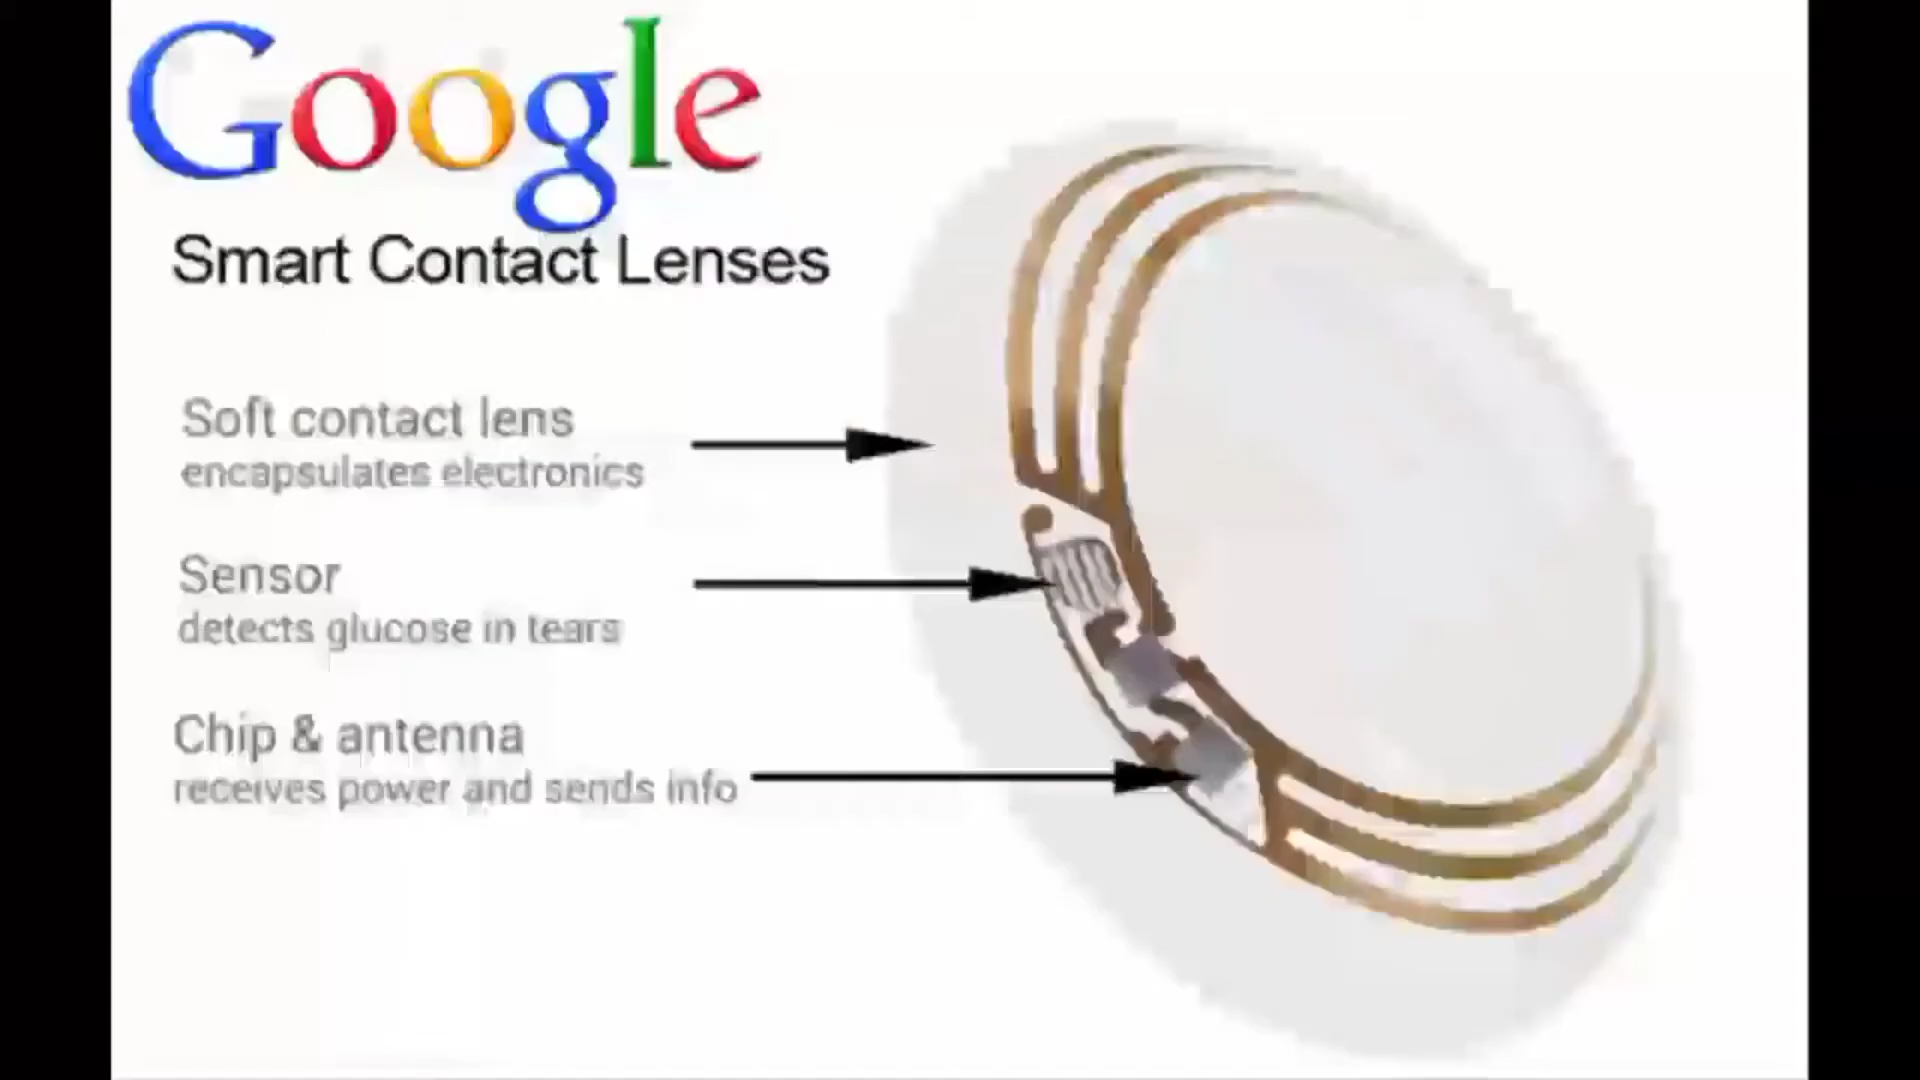 Google
Smart Contact Lenses
Soft contact lens
encapsulates electronics
Sensor
detects glucose in tears
Chip & antenna
receives power and sends info